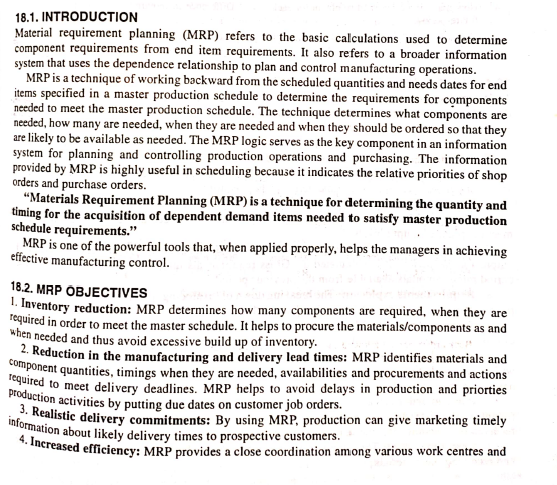 18.1. INTRODUCTION
Material requirement planning (MRP) refers to the basic calculations used to determine
component requirements from end item requirements. It also refers to a broader information
system that uses the dependence relationship to plan and control manufacturing operations.
MRP is a technique of working backward from the scheduled quantities and needs dates for end
items specified in a master production schedule to determine the requirements for components
needed to meet the master production schedule. The technique determines what components are
needed, how many are needed, when they are needed and when they should be ordered so that they
are likely to be available as needed. The MRP logic serves as the key component in an information
system for planning and controlling production operations and purchasing. The information
provided by MRP is highly useful in scheduling because it indicates the relative priorities of shop
orders and purchase orders.
“Materials Requirement Planning (MRP) is a technique for determining the quantity and
timing for the acquisition of dependent demand items needed to satisfy master production
schedule requirements.”
MRP is one of the powerful tools that, when applied properly, helps the managers in achieving
effective manufacturing control.
18.2. MRP OBJECTIVES
1. Inventory reduction: MRP determines how many components are required, when they are
required in order to meet the master schedule. It helps to procure the materials/components as and
when needed and thus avoid excessive build up of inventory.
2. Reduction in the manufacturing and delivery lead times: MRP identifies materials and
component quantities, timings when they are needed, availabilities and procurements and actions
required to meet delivery deadlines. MRP helps to avoid delays in production and priorties
production activities by putting due dates on customer job orders.
3. Realistic delivery commitments: By using MRP, production can give marketing timely
information about likely delivery times to prospective customers.
4. Increased efficiency: MRP provides a close coordination among various work centres and